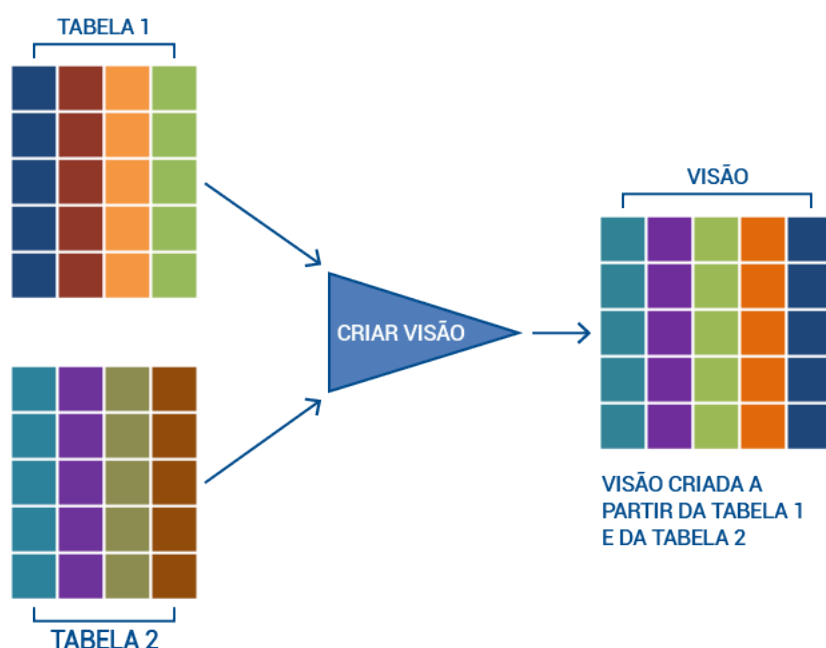 TABELA 1
VISÃO
CRIAR VISÃO
VISÃO CRIADA A
PARTIR DA TABELA 1
E DA TABELA 2
TABELA 2